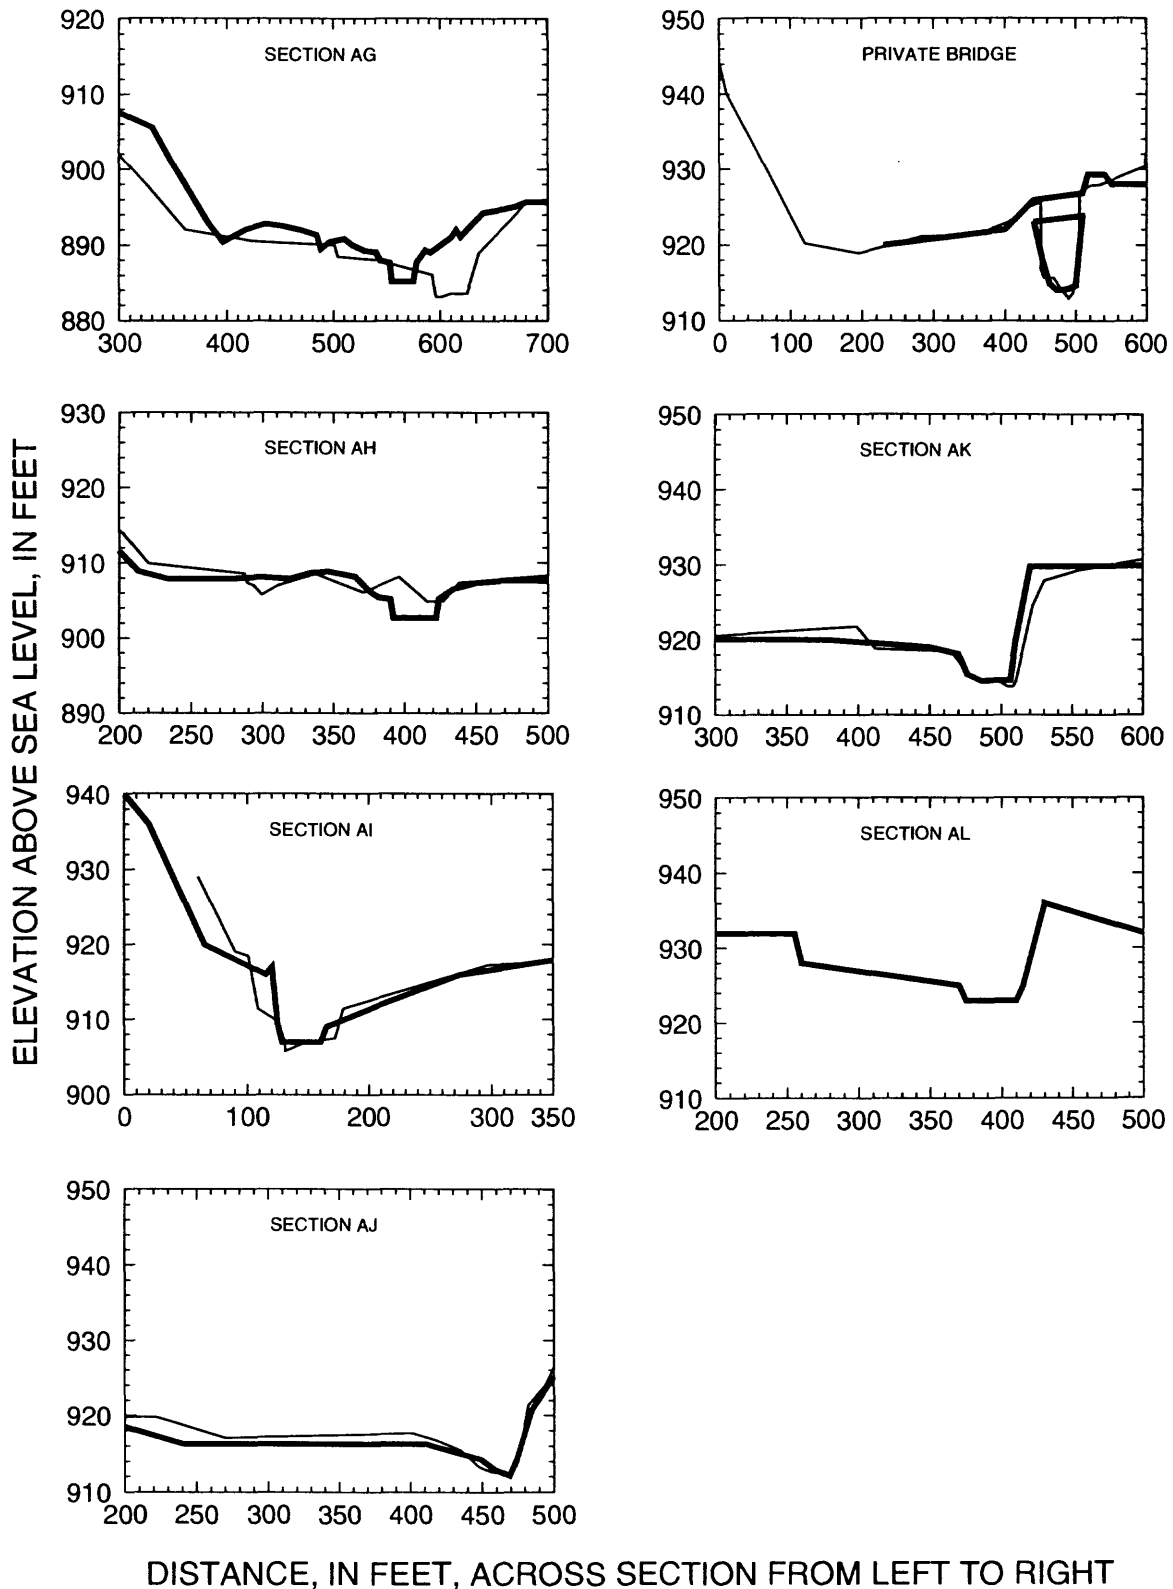 ELEVATION ABOVE SEA LEVEL, IN FEET
SECTION AG
920
910
900
890
880
300 400 500 600 700
PRIVATE BRIDGE
950
940
930
920
910
0 100 200 300 400 500 600
SECTION AH
930
920
910
900
890
200 250 300 350 400 450 500
SECTION AK
950
940
930
920
910
300 350 400 450 500 550 600
SECTION AI
940
930
920
910
900
0 100 200 300 350
SECTION AL
950
940
930
920
910
200 250 300 350 400 450 500
SECTION AJ
950
940
930
920
910
200 250 300 350 400 450 500
DISTANCE, IN FEET, ACROSS SECTION FROM LEFT TO RIGHT